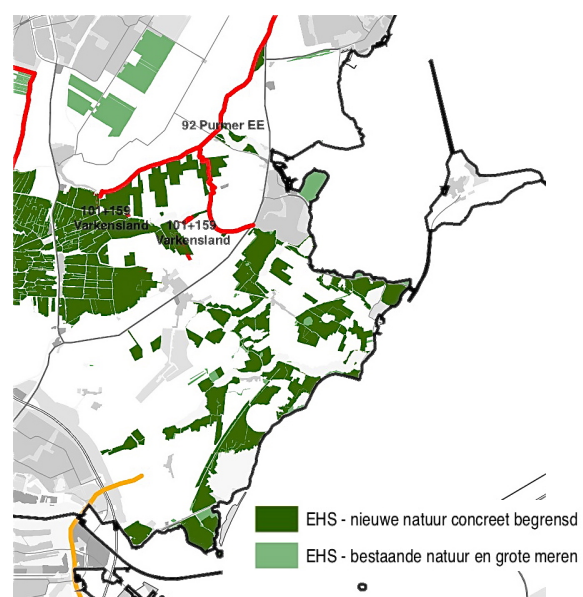 92 Purmer EE
101+159
Varkensland
101+159
Varkensland
EHS - nieuwe natuur concreet begrensd
EHS - bestaande natuur en grote meren